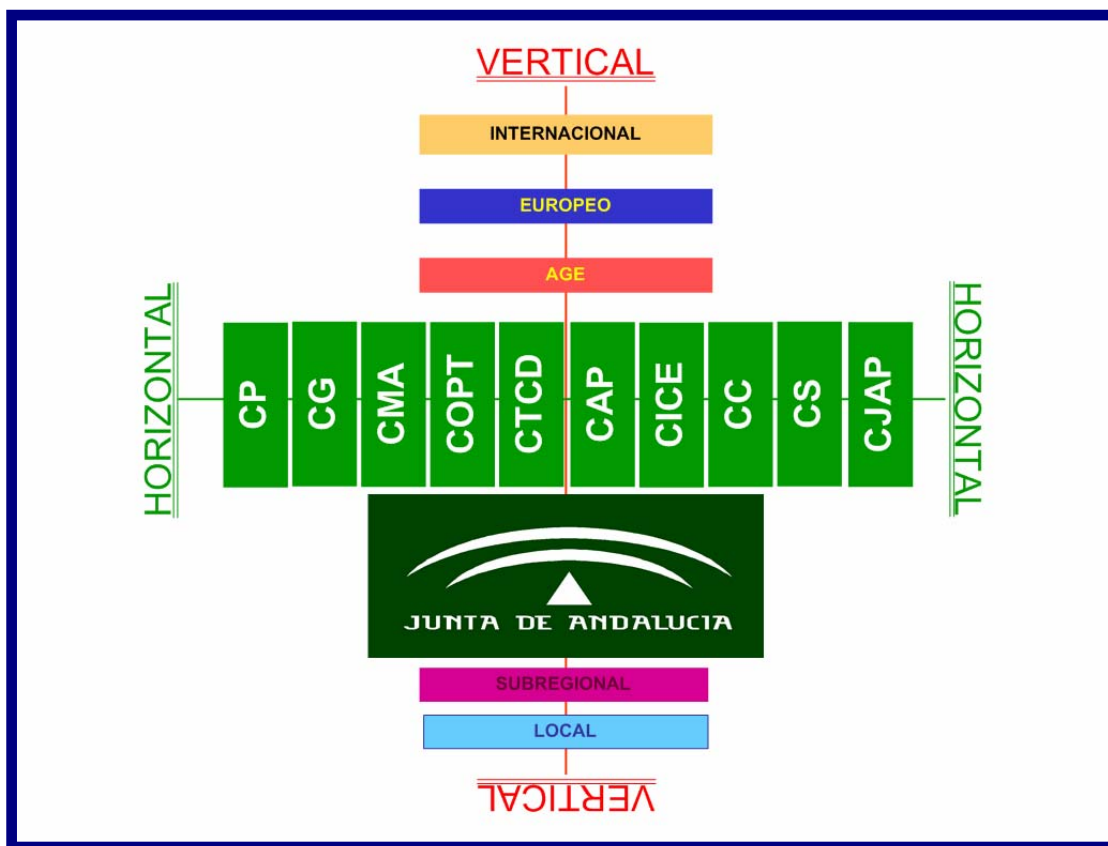 VERTICAL
INTERNACIONAL
EUROPEO
AGE
HORIZONTAL
CP
CG
CMA
COPT
CTCD
CAP
CICE
CC
CS
CJAP
HORIZONTAL
JUNTA DE ANDALUCIA
SUBREGIONAL
LOCAL
VERTICAL